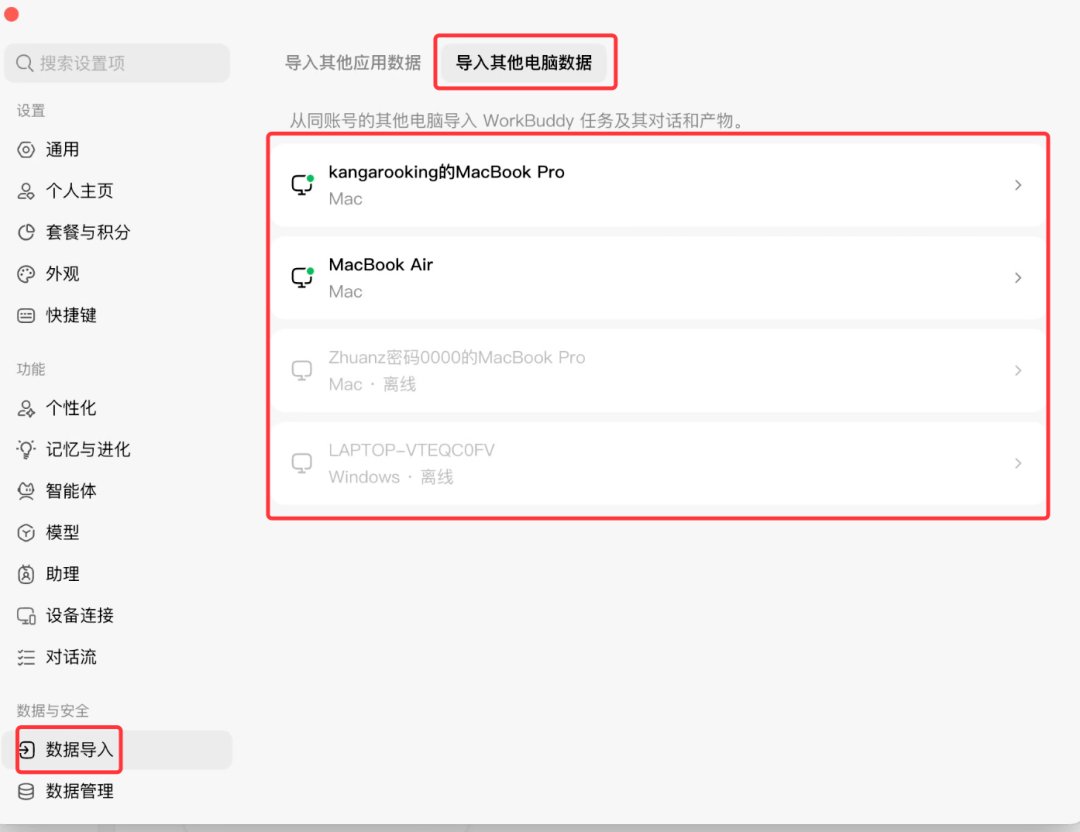 搜索设置项
设置
通用
个人主页
套餐与积分
外观
快捷键
功能
个性化
记忆与进化
智能体
模型
助理
设备连接
对话流
数据与安全
数据导入
数据管理
导入其他应用数据 导入其他电脑数据
从同账号的其他电脑导入 WorkBuddy 任务及其对话和产物。
kangarooking的MacBook Pro
Mac
MacBook Air
Mac
Zhuanz密码0000的MacBook Pro
Mac · 离线
LAPTOP-VTEQC0FV
Windows · 离线